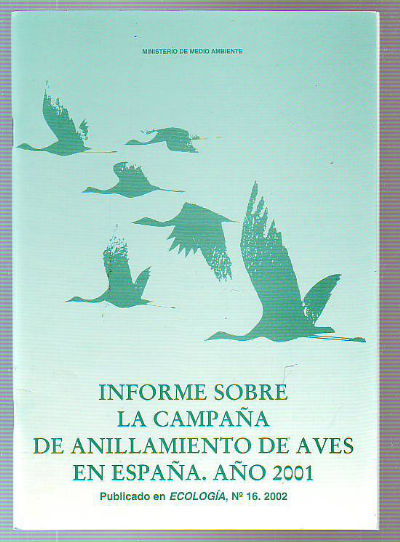 MINISTERIO DE MEDIO AMBIENTE
INFORME SOBRE
LA CAMPAÑA
DE ANILLAMIENTO DE AVES
EN ESPAÑA. AÑO 2001
Publicado en ECOLOGÍA, Nº 16. 2002